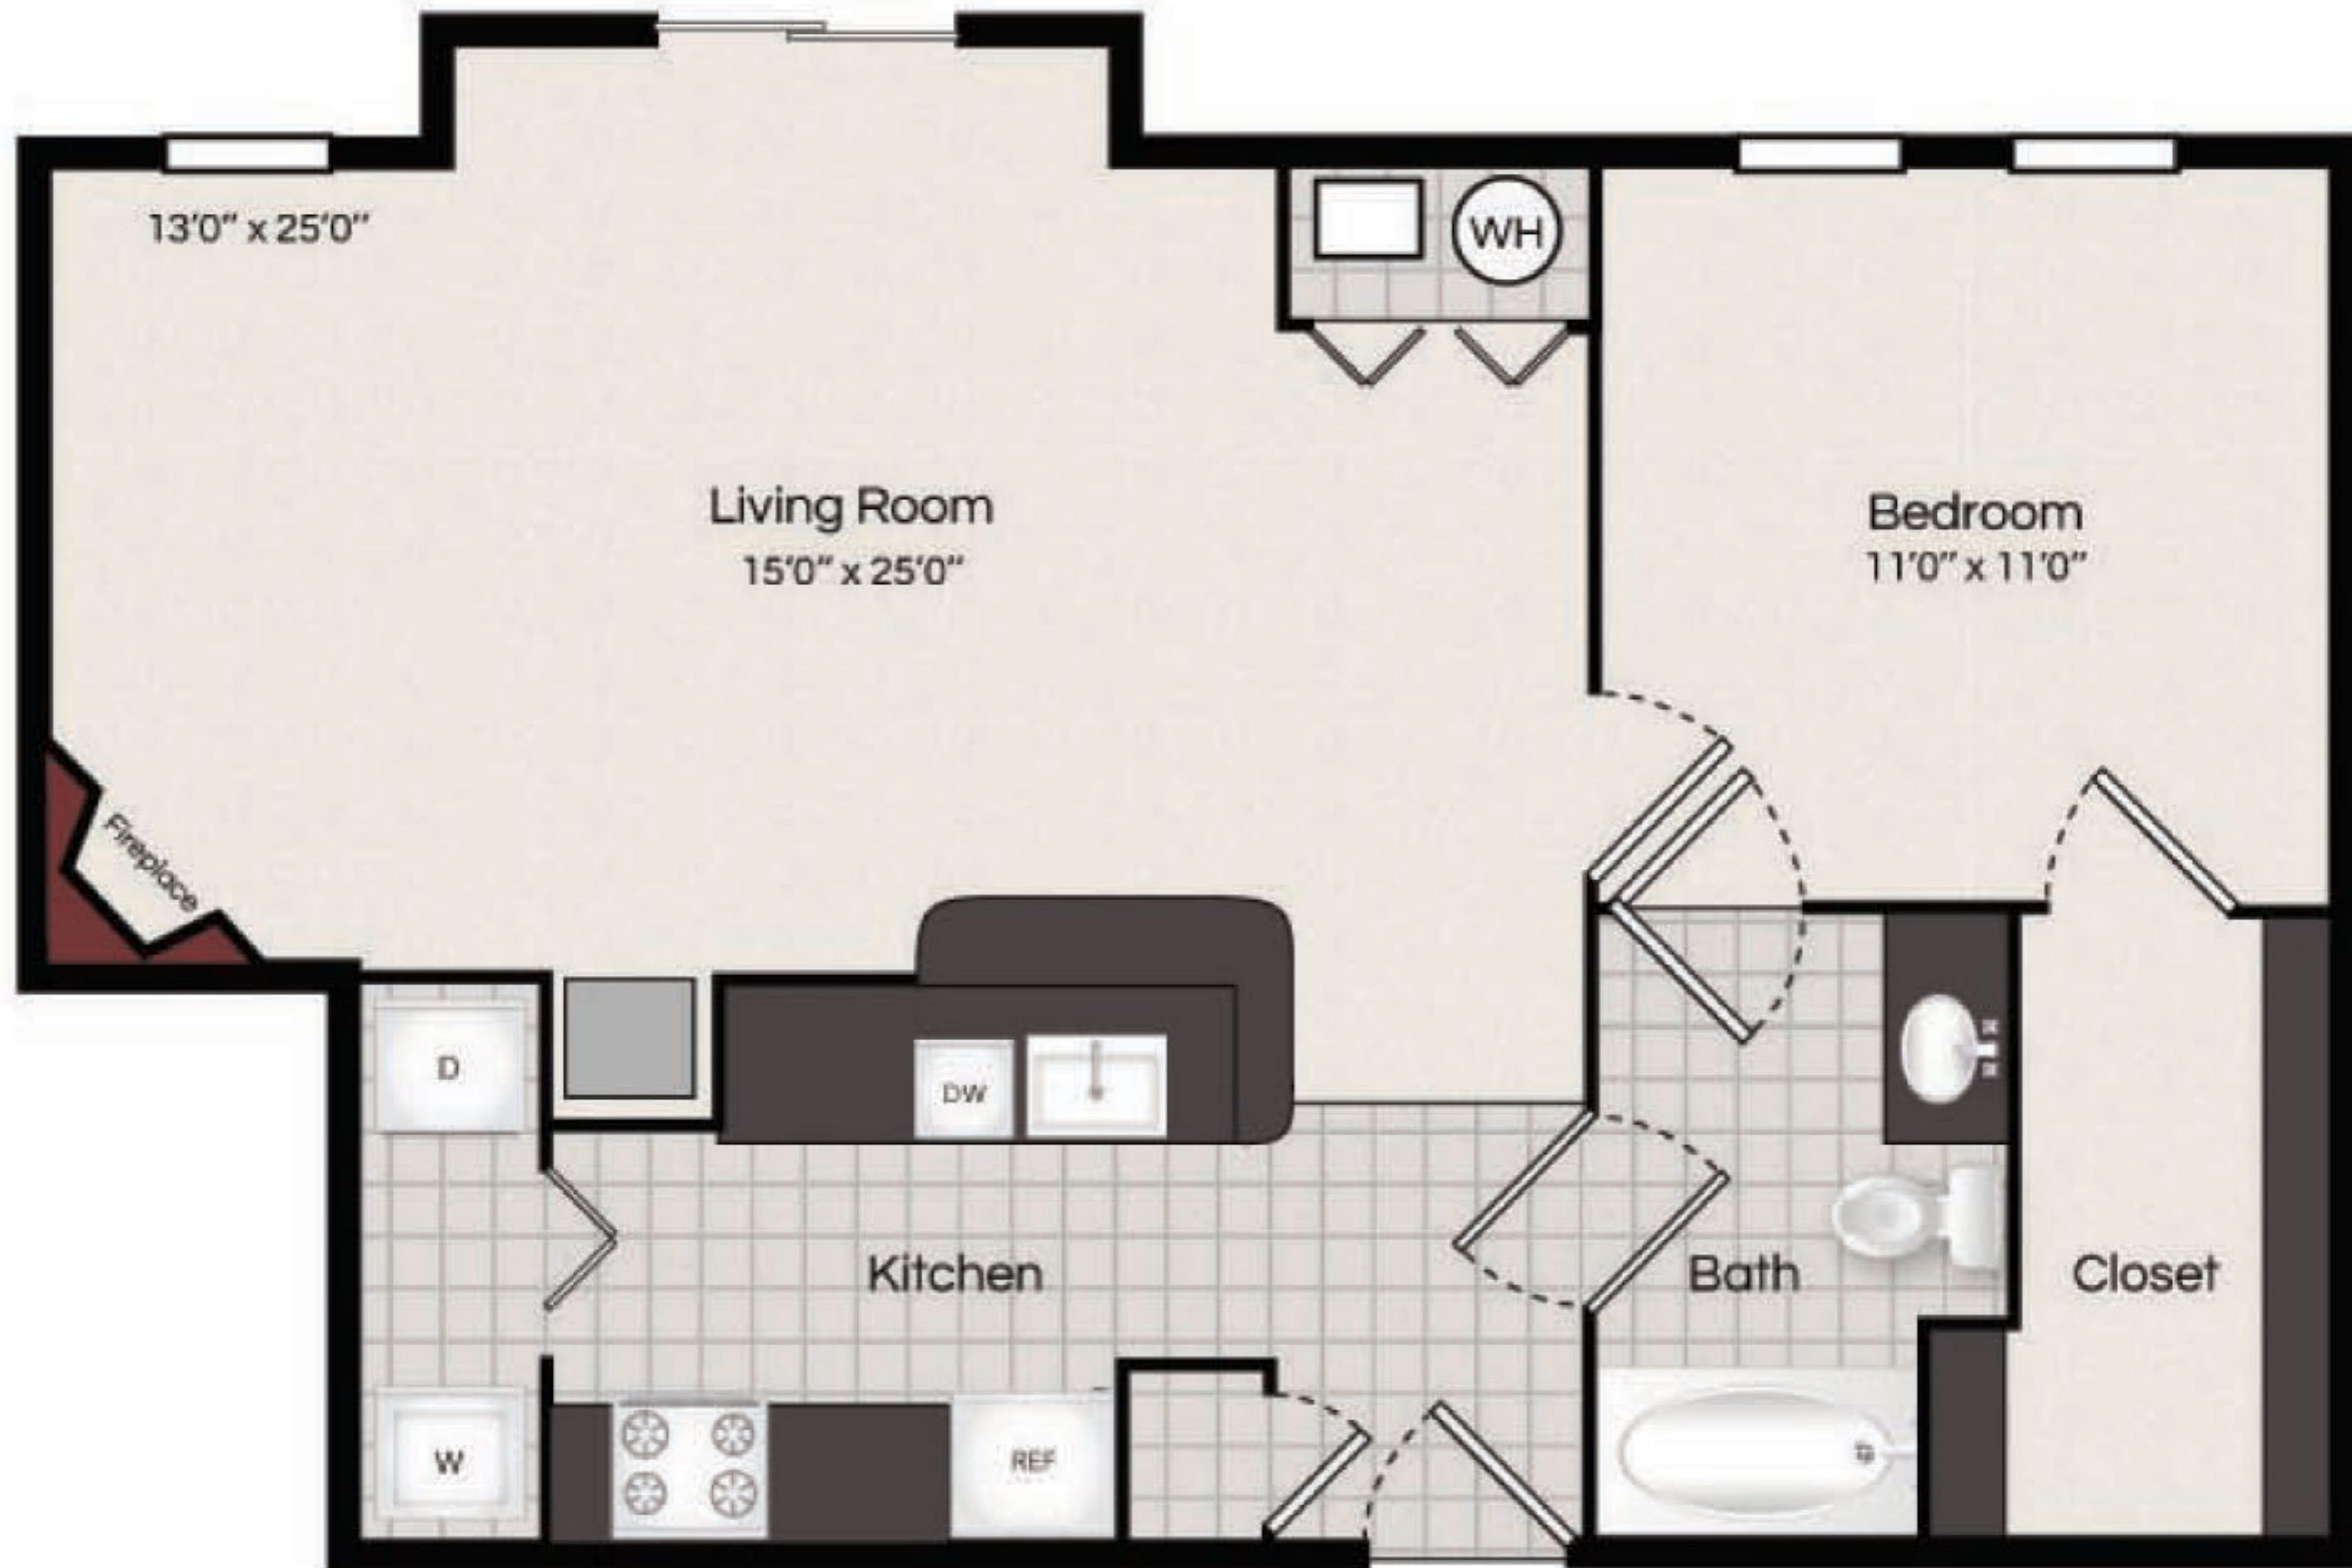 13'0" x 25'0"
WH
Living Room
15'0" x 25'0"
Bedroom
11'0" x 11'0"
Fireplace
D
DW
Kitchen
Bath
Closet
W
REF